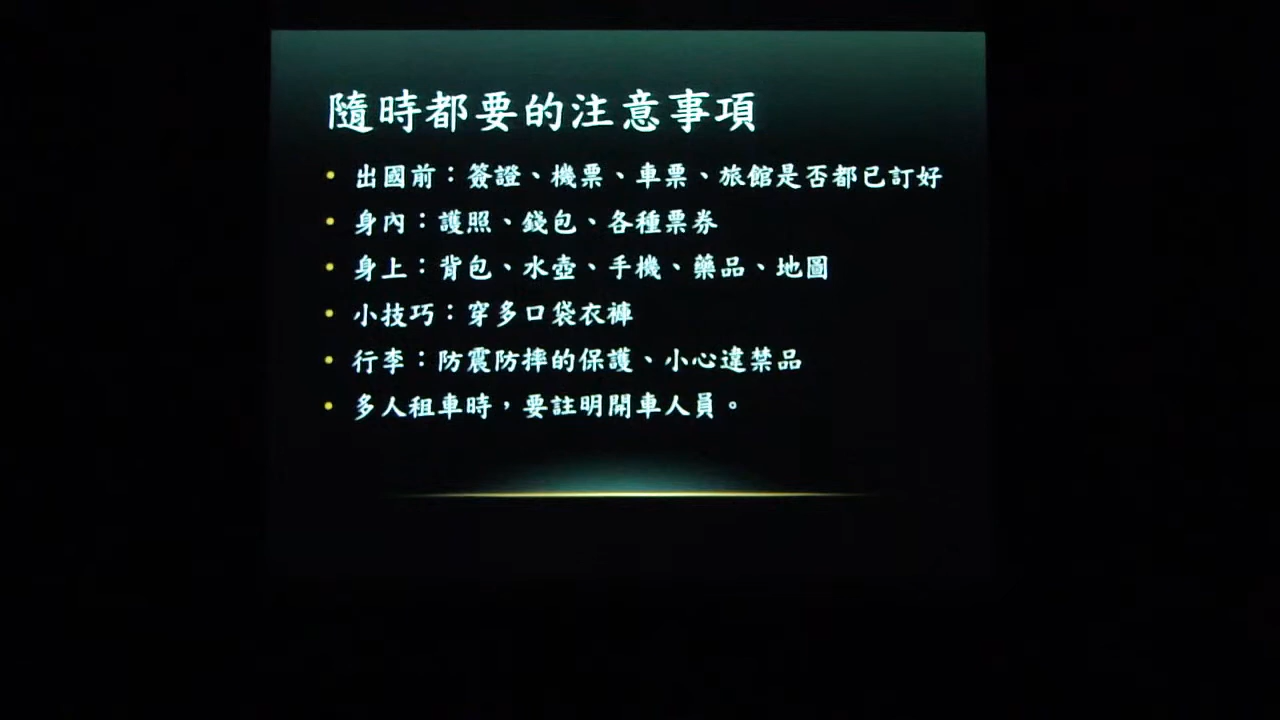 隨時都要的注意事項
• 出國前：簽證、機票、車票、旅館是否都已訂好
• 身內：護照、錢包、各種票券
• 身上：背包、水壺、手機、藥品、地圖
• 小技巧：穿多口袋衣褲
• 行李：防震防摔的保護、小心違禁品
• 多人租車時，要註明開車人員。